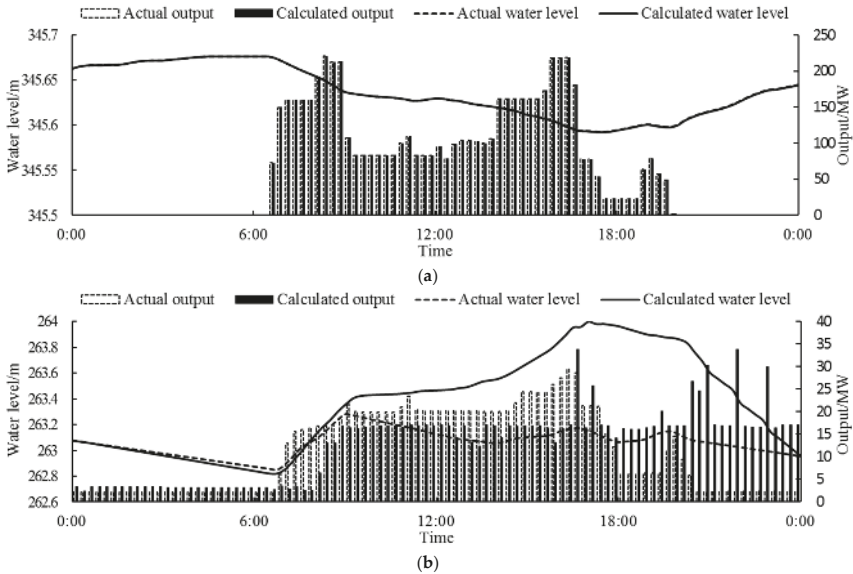 Actual output Calculated output Actual water level Calculated water level
345.7 250
345.65 200
150
345.6
100
345.55
50
345.5 0
Water level/m
Output/MW
0:00 6:00 12:00 18:00 0:00
Time
(a)
Actual output Calculated output Actual water level Calculated water level
264 40
263.8 35
263.6 30
25
263.4
263.2 20
263 15
10
262.8
5
262.6 0
Water level/m
Output/MW
0:00 6:00 12:00 18:00 0:00
Time
(b)